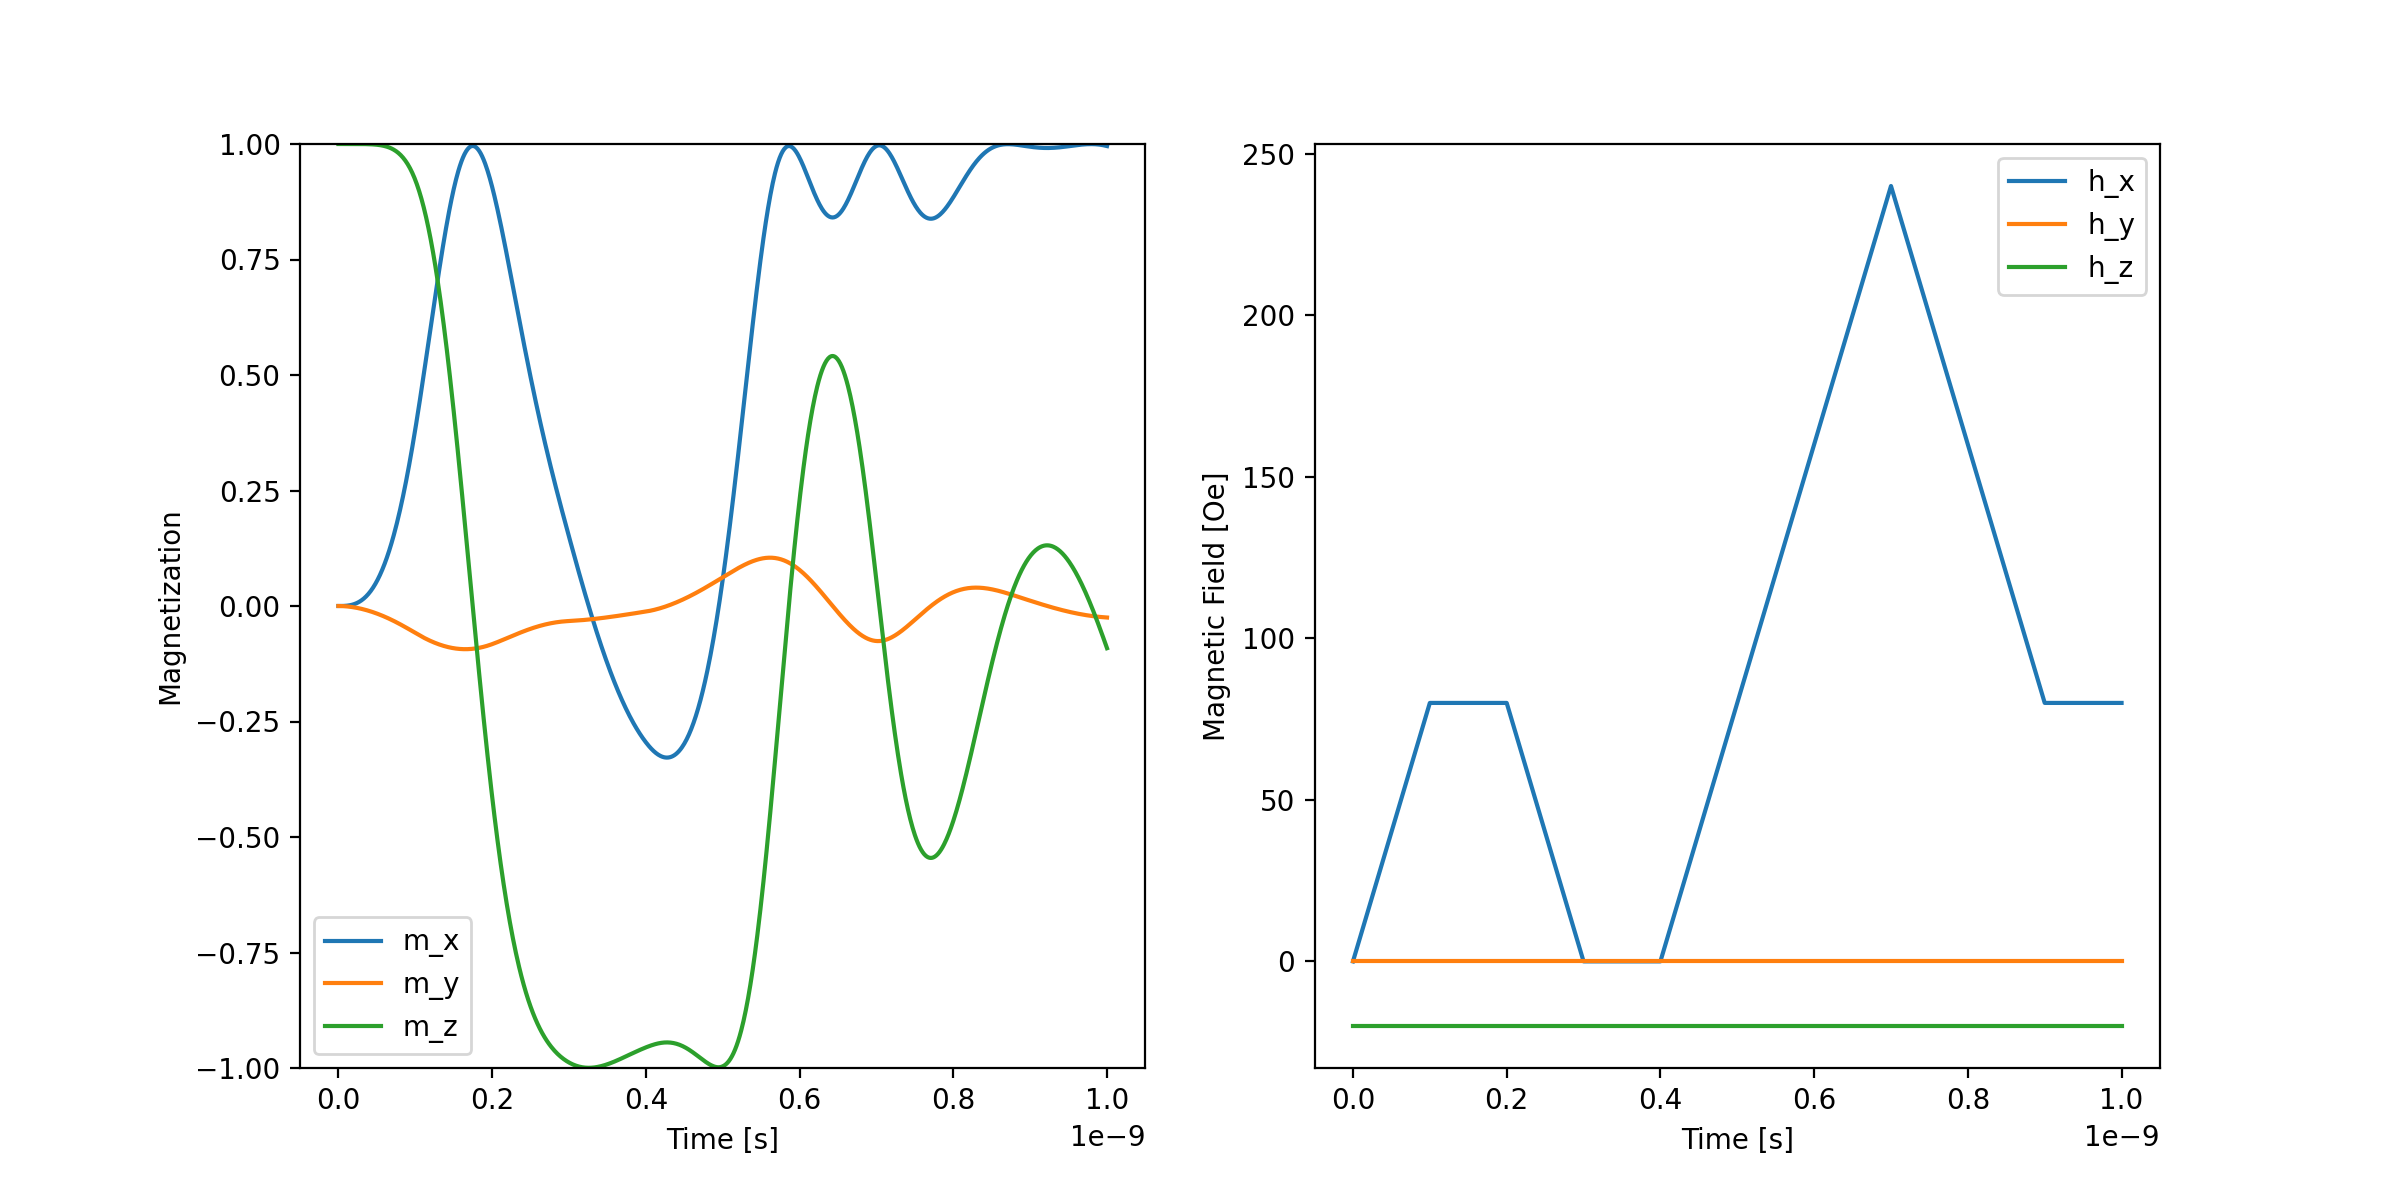 Magnetization
1.00
0.75
0.50
0.25
0.00
−0.25
−0.50
−0.75
−1.00
m_x
m_y
m_z
0.0 0.2 0.4 0.6 0.8 1.0
1e−9
Time [s]
Magnetic Field [Oe]
250
200
150
100
50
0
h_x
h_y
h_z
0.0 0.2 0.4 0.6 0.8 1.0
1e−9
Time [s]